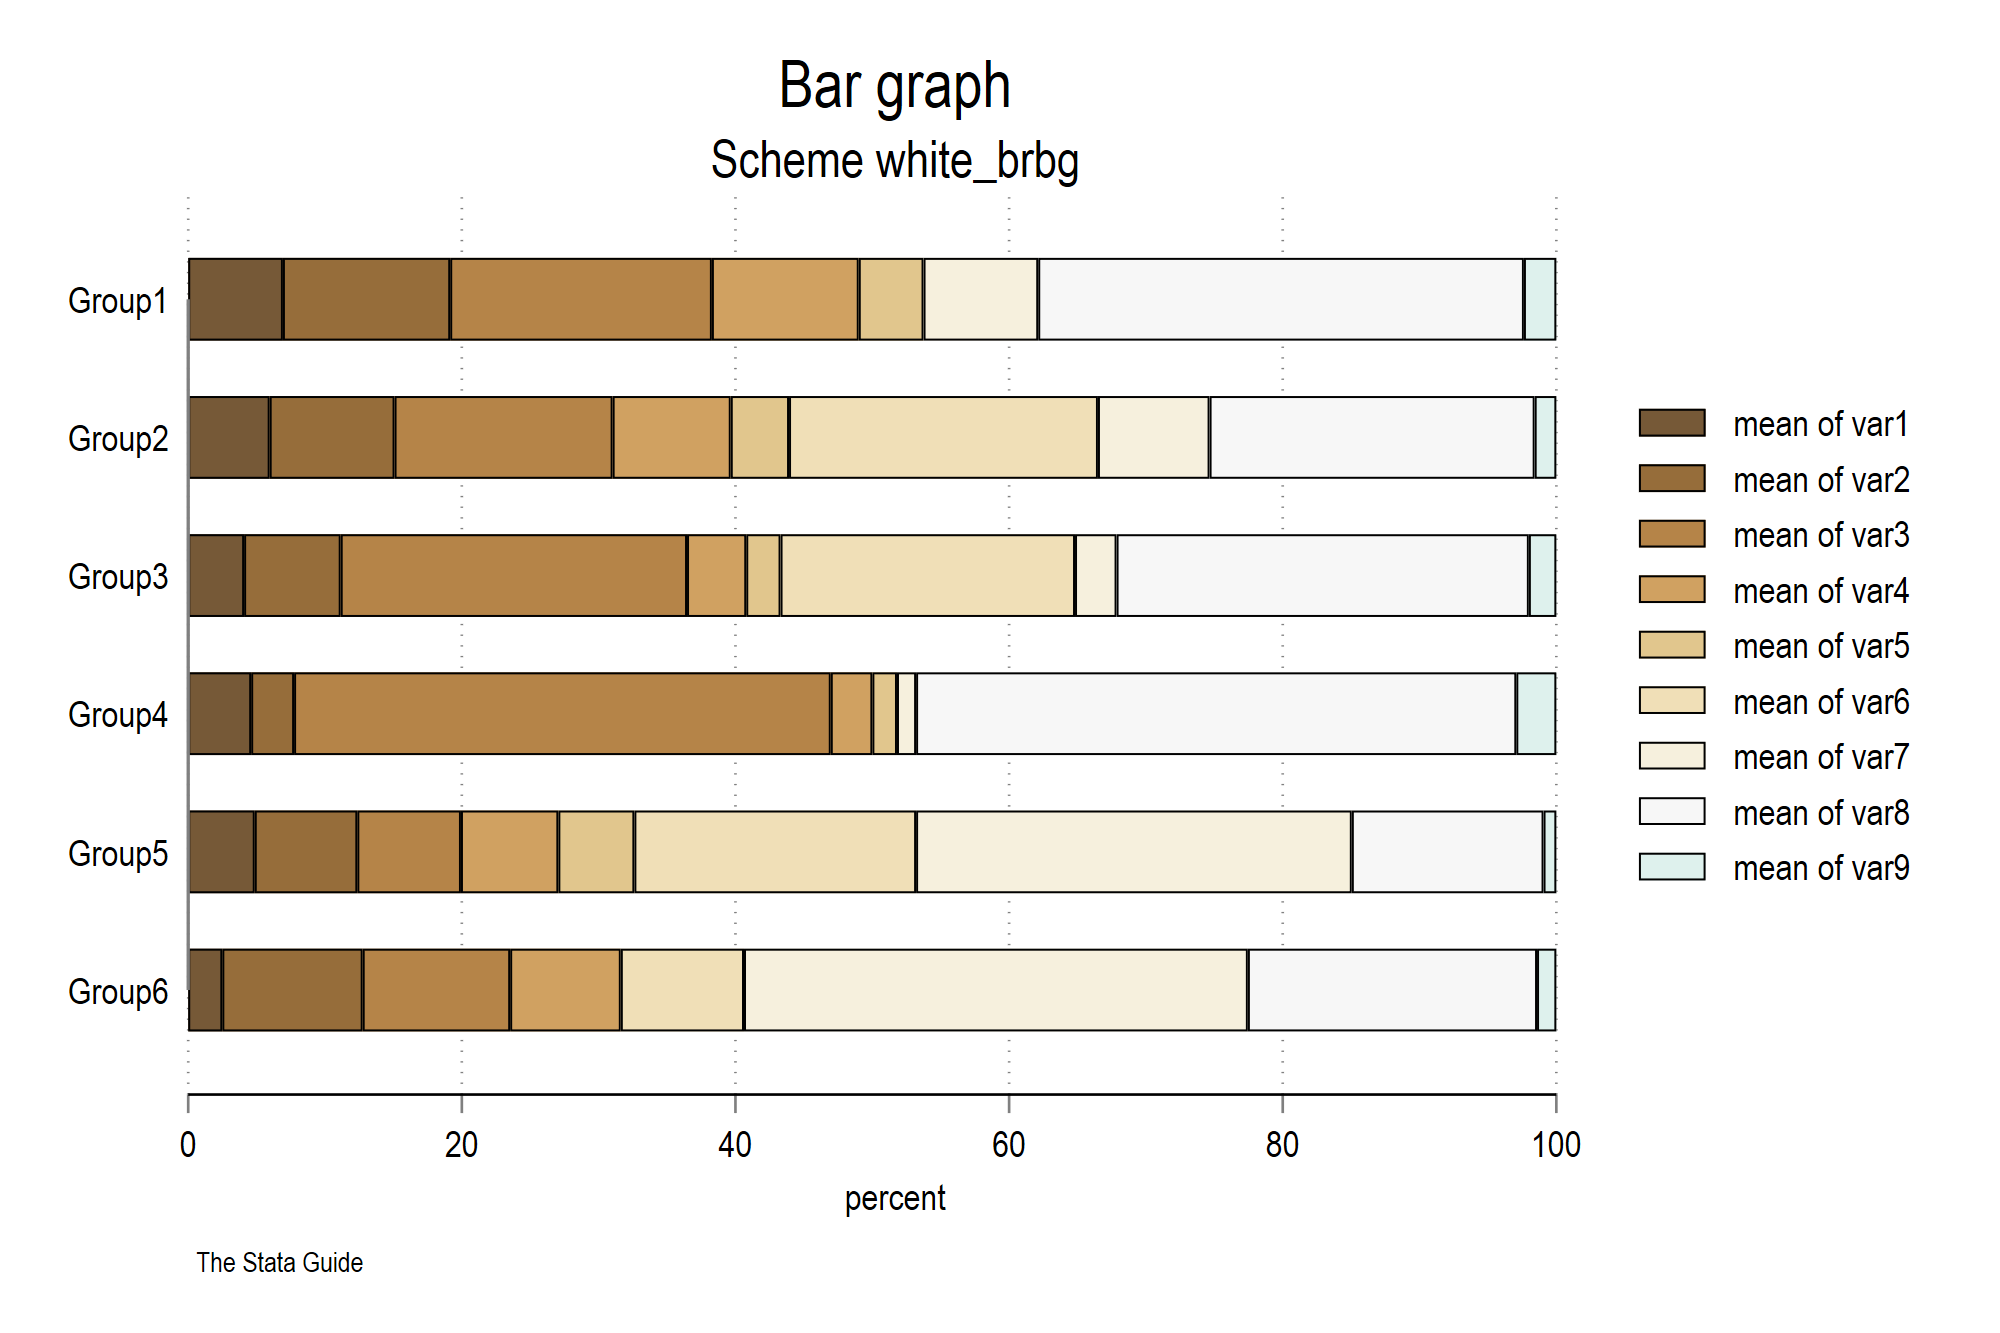 Bar graph
Scheme white_brbg
Group1
Group2
Group3
Group4
Group5
Group6
0 20 40 60 80 100
percent
mean of var1
mean of var2
mean of var3
mean of var4
mean of var5
mean of var6
mean of var7
mean of var8
mean of var9
The Stata Guide